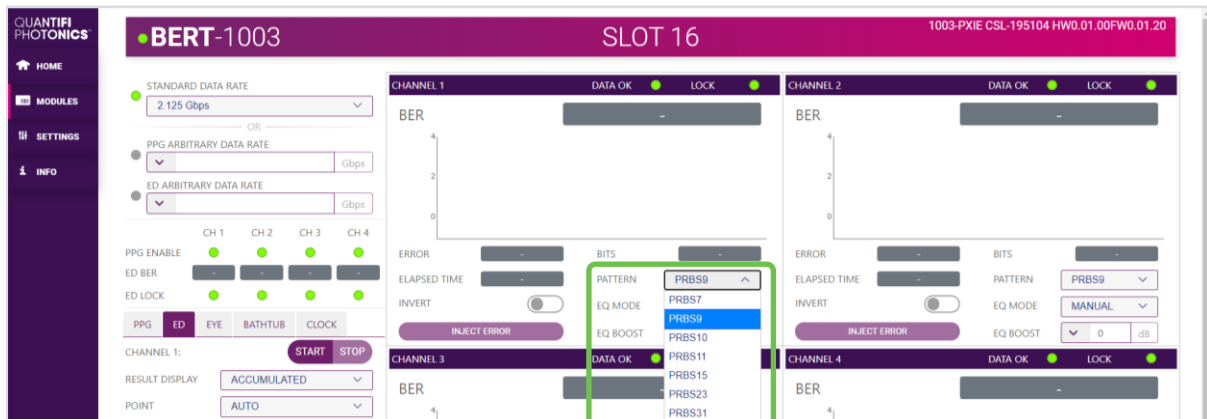 QUANTIFI
PHOTONICS
HOME
MODULES
SETTINGS
INFO
BERT-1003
SLOT 16
1003-PXIE CSL-195104 HW0.01.00FW0.01.20
STANDARD DATA RATE
2.125 Gbps
OR
PPG ARBITRARY DATA RATE
Gbps
ED ARBITRARY DATA RATE
Gbps
CH 1 CH 2 CH 3 CH 4
PPG ENABLE
ED BER - - - -
ED LOCK
PPG ED EYE BATHTUB CLOCK
CHANNEL 1: START STOP
RESULT DISPLAY ACCUMULATED
POINT AUTO
CHANNEL 1 DATA OK LOCK
BER -
4
2
0
ERROR - BITS -
ELAPSED TIME - PATTERN PRBS9
INVERT EQ MODE
INJECT ERROR EQ BOOST
PRBS7
PRBS9
PRBS10
PRBS11
PRBS15
PRBS23
PRBS31
CHANNEL 2 DATA OK LOCK
BER -
4
2
0
ERROR - BITS -
ELAPSED TIME - PATTERN PRBS9
INVERT EQ MODE MANUAL
INJECT ERROR EQ BOOST 0 dB
CHANNEL 3 DATA OK
BER
4
CHANNEL 4 DATA OK LOCK
BER -
4